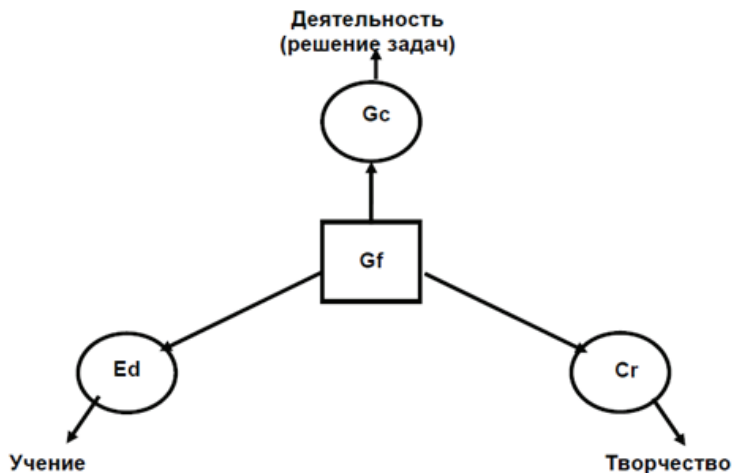 Деятельность
(решение задач)
Gc
Gf
Ed
Cr
Учение
Творчество